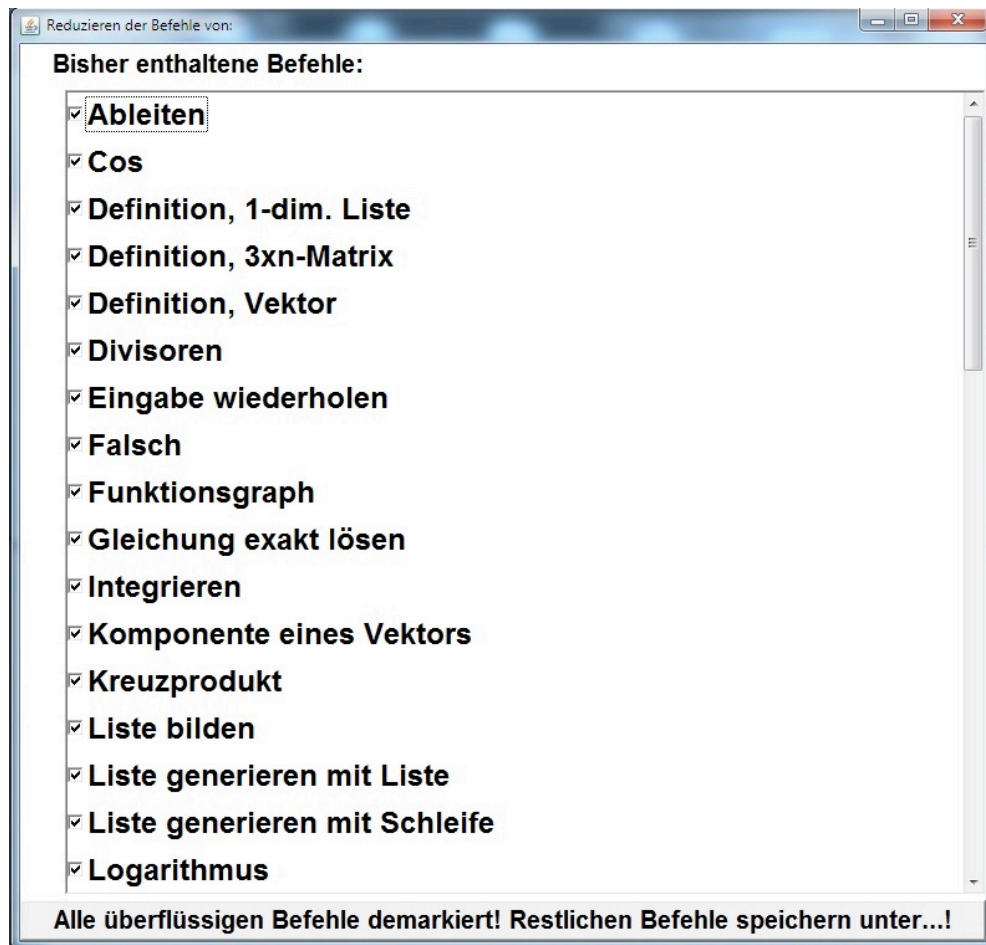 Reduzieren der Befehle von:
Bisher enthaltene Befehle:
Ableiten
Cos
Definition, 1-dim. Liste
Definition, 3xn-Matrix
Definition, Vektor
Divisoren
Eingabe wiederholen
Falsch
Funktionsgraph
Gleichung exakt lösen
Integrieren
Komponente eines Vektors
Kreuzprodukt
Liste bilden
Liste generieren mit Liste
Liste generieren mit Schleife
Logarithmus
Alle überflüssigen Befehle demarkiert! Restlichen Befehle speichern unter...!